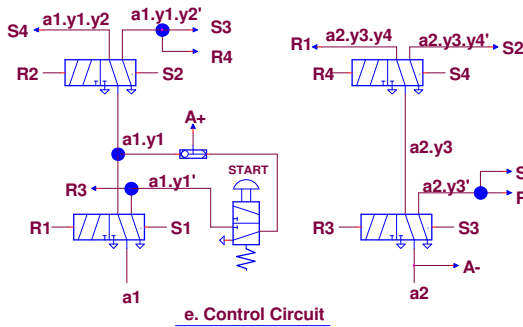 S4 a1.y1.y2 a1.y1.y2' S3
R4
R2 S2
A+
a1.y1
START
R3 a1.y1'
R1 S1
a1
R1 a2.y3.y4 a2.y3.y4' S2
R4 S4
a2.y3
a2.y3' S
R
R3 S3
A-
a2
e. Control Circuit